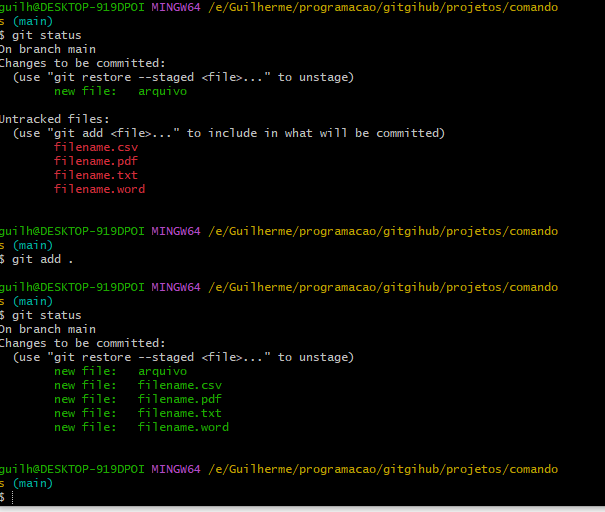 guilh@DESKTOP-919DPOI MINGW64 /e/Guilherme/programacao/gitgihub/projetos/comando
s (main)
$ git status
On branch main
Changes to be committed:
  (use "git restore --staged <file>..." to unstage)
        new file:   arquivo

Untracked files:
  (use "git add <file>..." to include in what will be committed)
        filename.csv
        filename.pdf
        filename.txt
        filename.word

guilh@DESKTOP-919DPOI MINGW64 /e/Guilherme/programacao/gitgihub/projetos/comando
s (main)
$ git add .

guilh@DESKTOP-919DPOI MINGW64 /e/Guilherme/programacao/gitgihub/projetos/comando
s (main)
$ git status
On branch main
Changes to be committed:
  (use "git restore --staged <file>..." to unstage)
        new file:   arquivo
        new file:   filename.csv
        new file:   filename.pdf
        new file:   filename.txt
        new file:   filename.word

guilh@DESKTOP-919DPOI MINGW64 /e/Guilherme/programacao/gitgihub/projetos/comando
s (main)
$